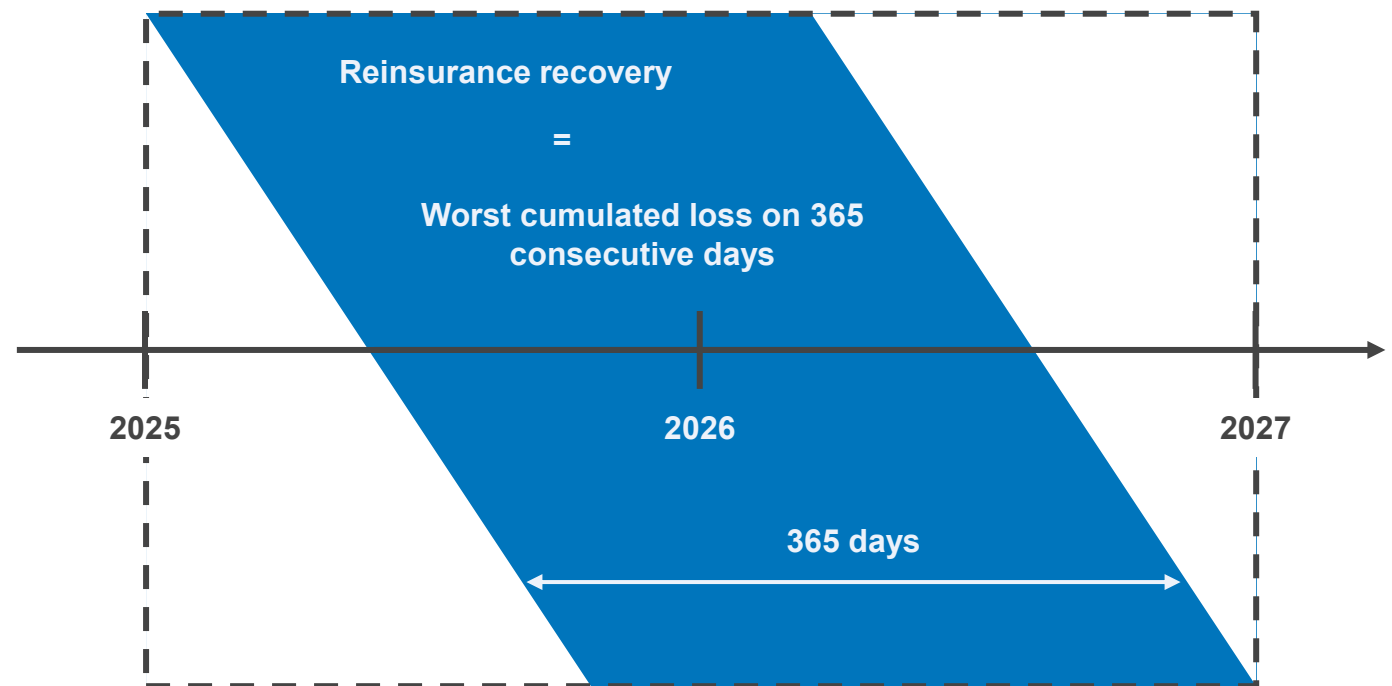 Reinsurance recovery
=
Worst cumulated loss on 365
consecutive days
2025
2026
2027
365 days